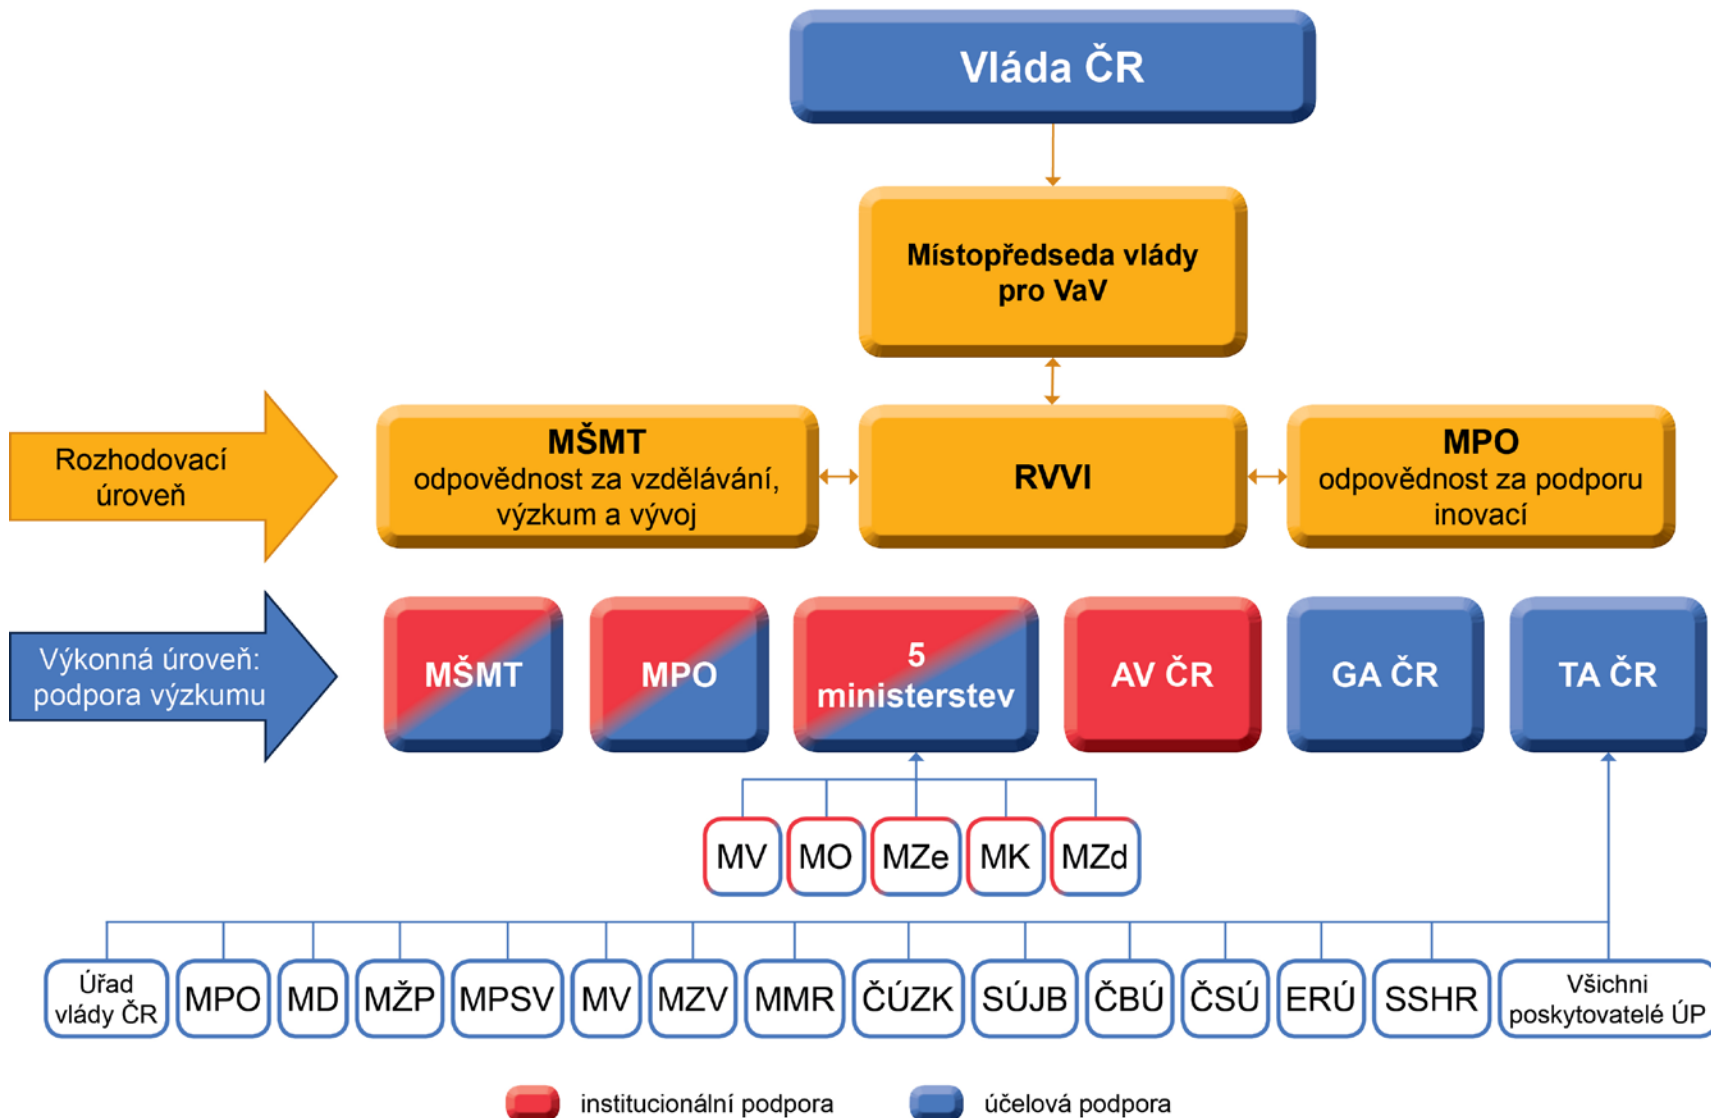 Vláda ČR
Místopředseda vlády
pro VaV
Rozhodovací
úroveň
MŠMT
odpovědnost za vzdělávání,
výzkum a vývoj
RVVI
MPO
odpovědnost za podporu
inovací
Výkonná úroveň:
podpora výzkumu
MŠMT
MPO
5
ministerstev
AV ČR
GA ČR
TA ČR
MV
MO
MZe
MK
MZd
Úřad
vlády ČR
MPO
MD
MŽP
MPSV
MV
MZV
MMR
ČÚZK
SÚJB
ČBÚ
ČSÚ
ERÚ
SSHR
Všichni
poskytovatelé ÚP
institucionální podpora
účelová podpora